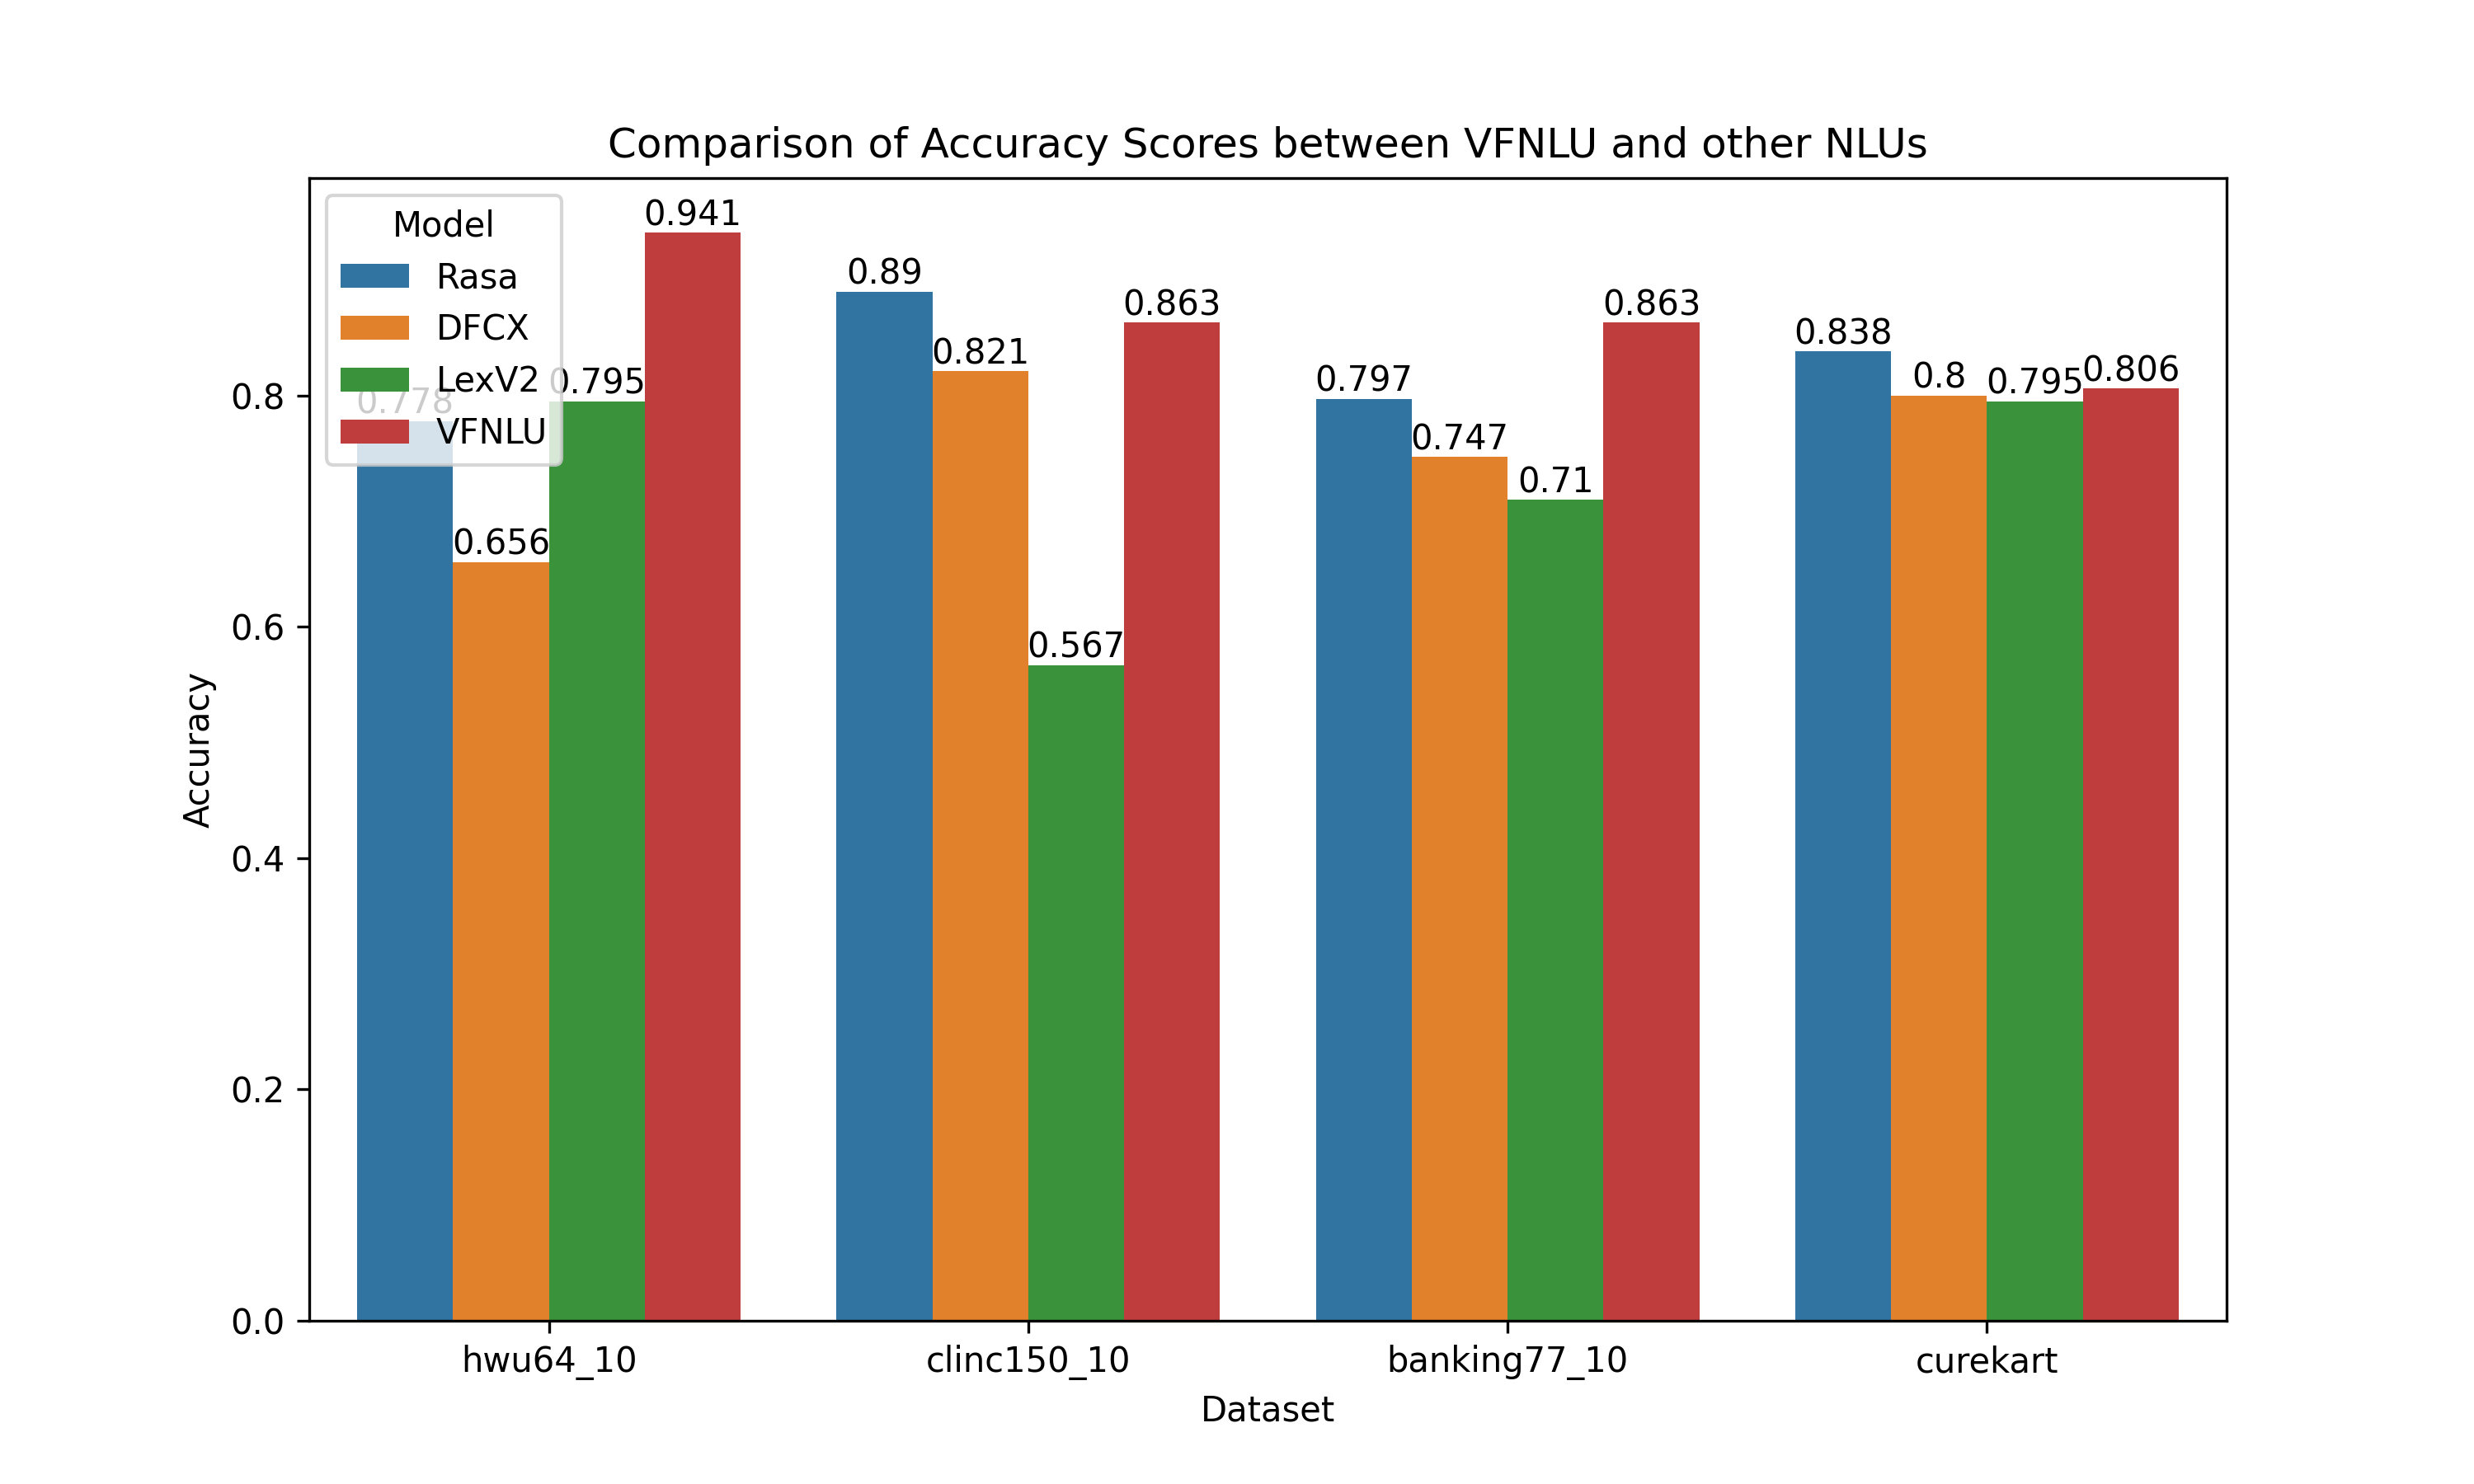 Comparison of Accuracy Scores between VFNLU and other NLUs
Model
Rasa
DFCX
LexV2
VFNLU
0.778
0.656
0.795
0.941
0.89
0.821
0.567
0.863
0.797
0.747
0.71
0.863
0.838
0.8
0.795
0.806
Accuracy
0.8
0.6
0.4
0.2
0.0
hwu64_10
clinc150_10
banking77_10
curekart
Dataset